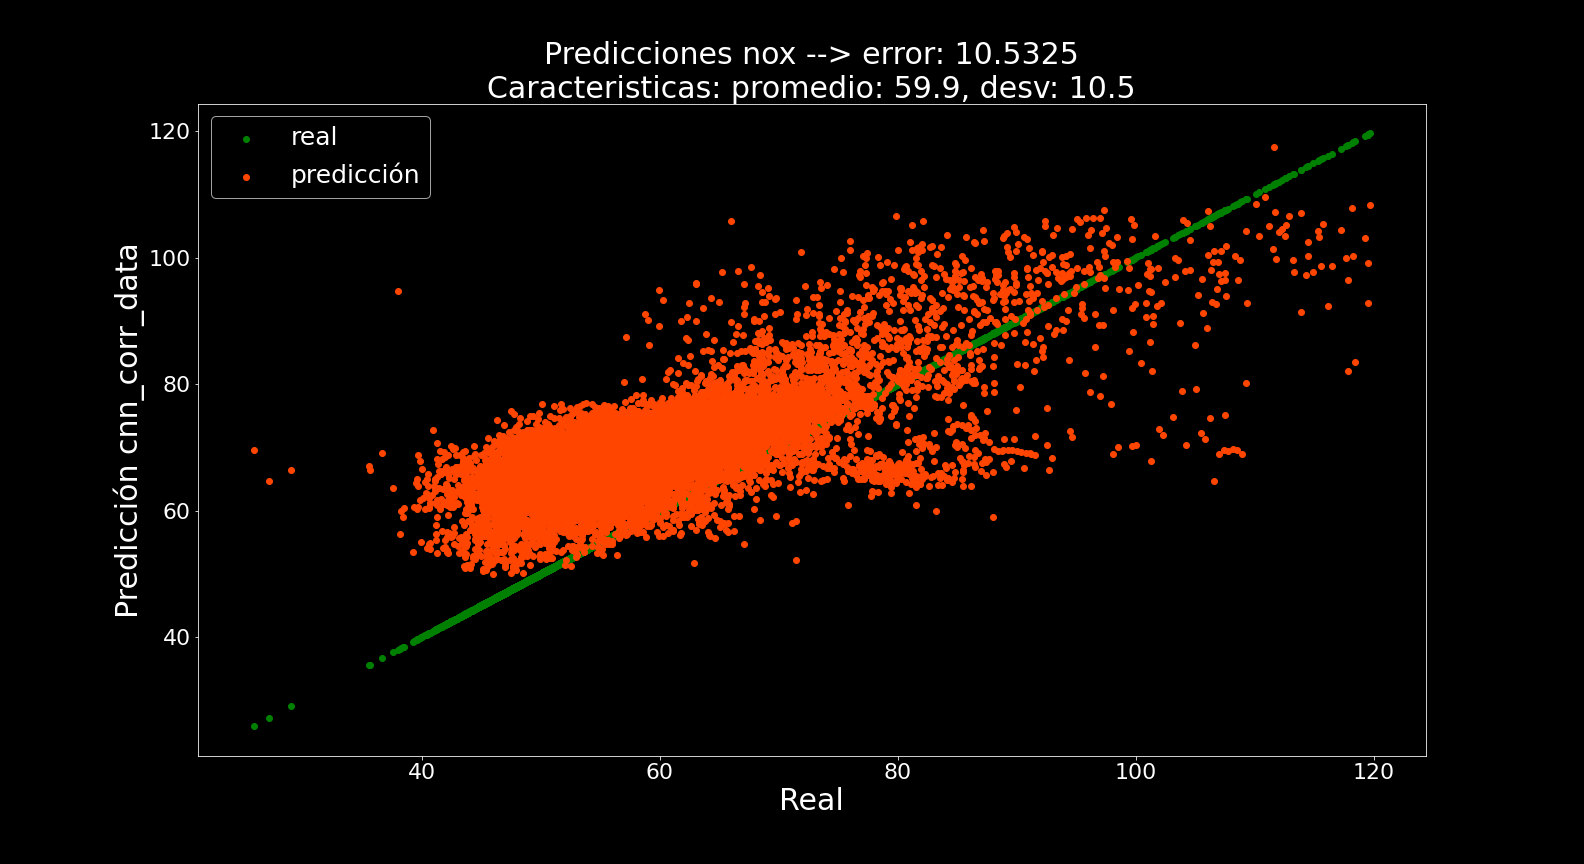 Predicciones nox --> error: 10.5325
Caracteristicas: promedio: 59.9, desv: 10.5
real
predicción
Predicción cnn_corr_data
120
100
80
60
40
40
60
80
100
120
Real